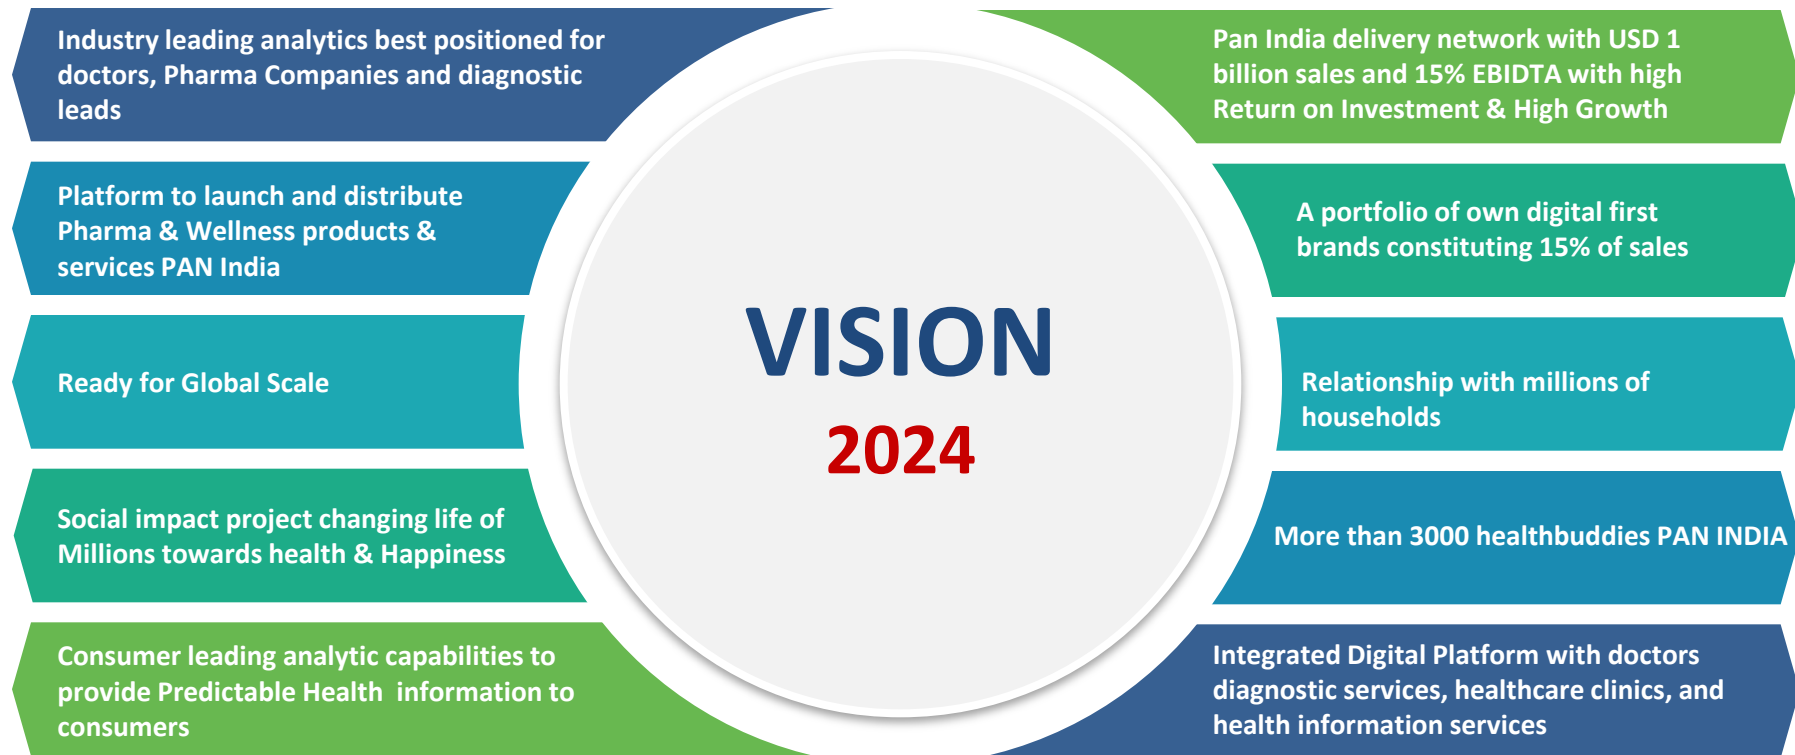 Industry leading analytics best positioned for
doctors, Pharma Companies and diagnostic
leads
Platform to launch and distribute
Pharma & Wellness products &
services PAN India
Ready for Global Scale
Social impact project changing life of
Millions towards health & Happiness
Consumer leading analytic capabilities to
provide Predictable Health information to
consumers
VISION
2024
Pan India delivery network with USD 1
billion sales and 15% EBIDTA with high
Return on Investment & High Growth
A portfolio of own digital first
brands constituting 15% of sales
Relationship with millions of
households
More than 3000 healthbuddies PAN INDIA
Integrated Digital Platform with doctors
diagnostic services, healthcare clinics, and
health information services